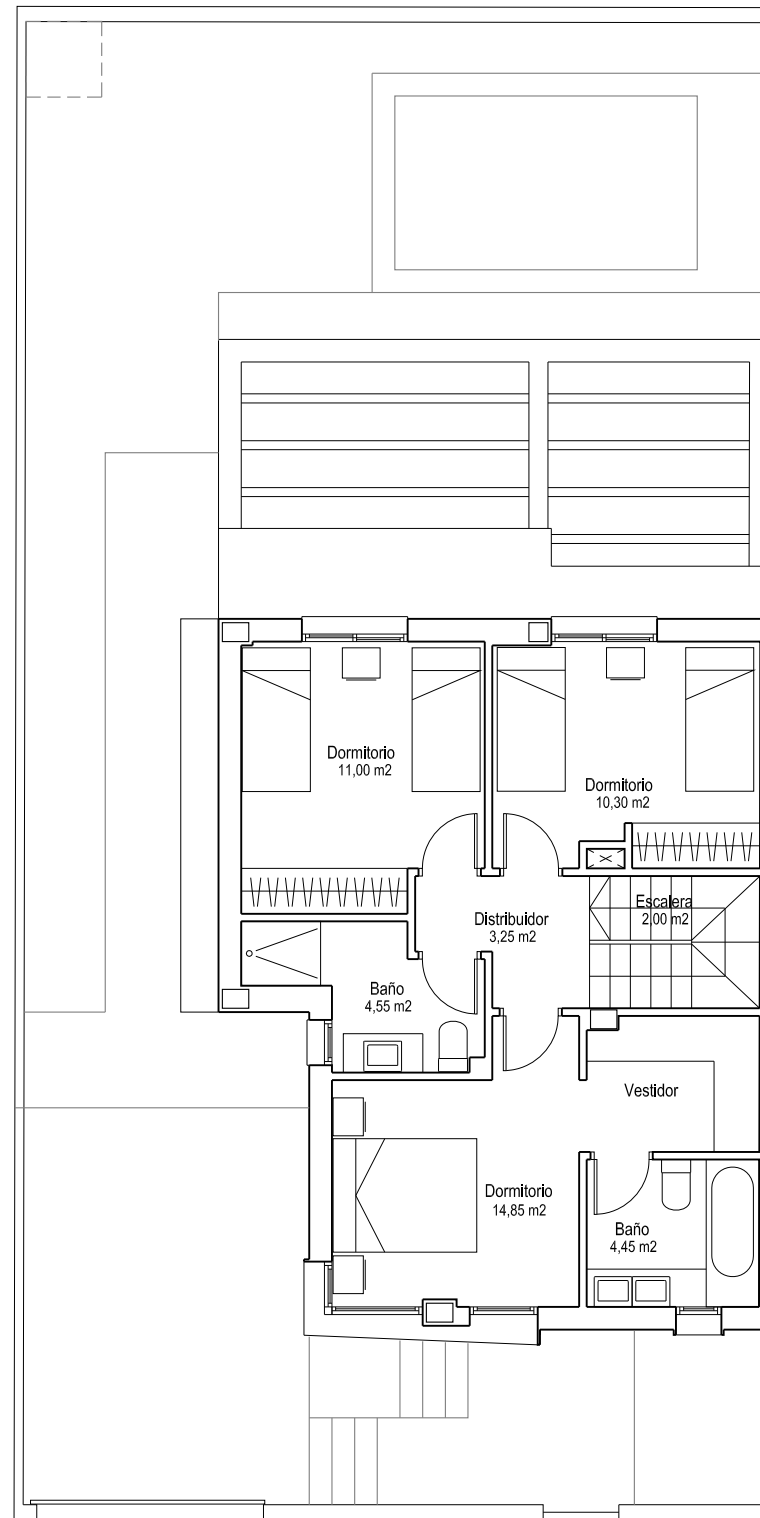 Dormitorio
11,00 m2
Dormitorio
10,30 m2
Escalera
2,00 m2
Distribuidor
3,25 m2
Baño
4,55 m2
Vestidor
Dormitorio
14,85 m2
Baño
4,45 m2